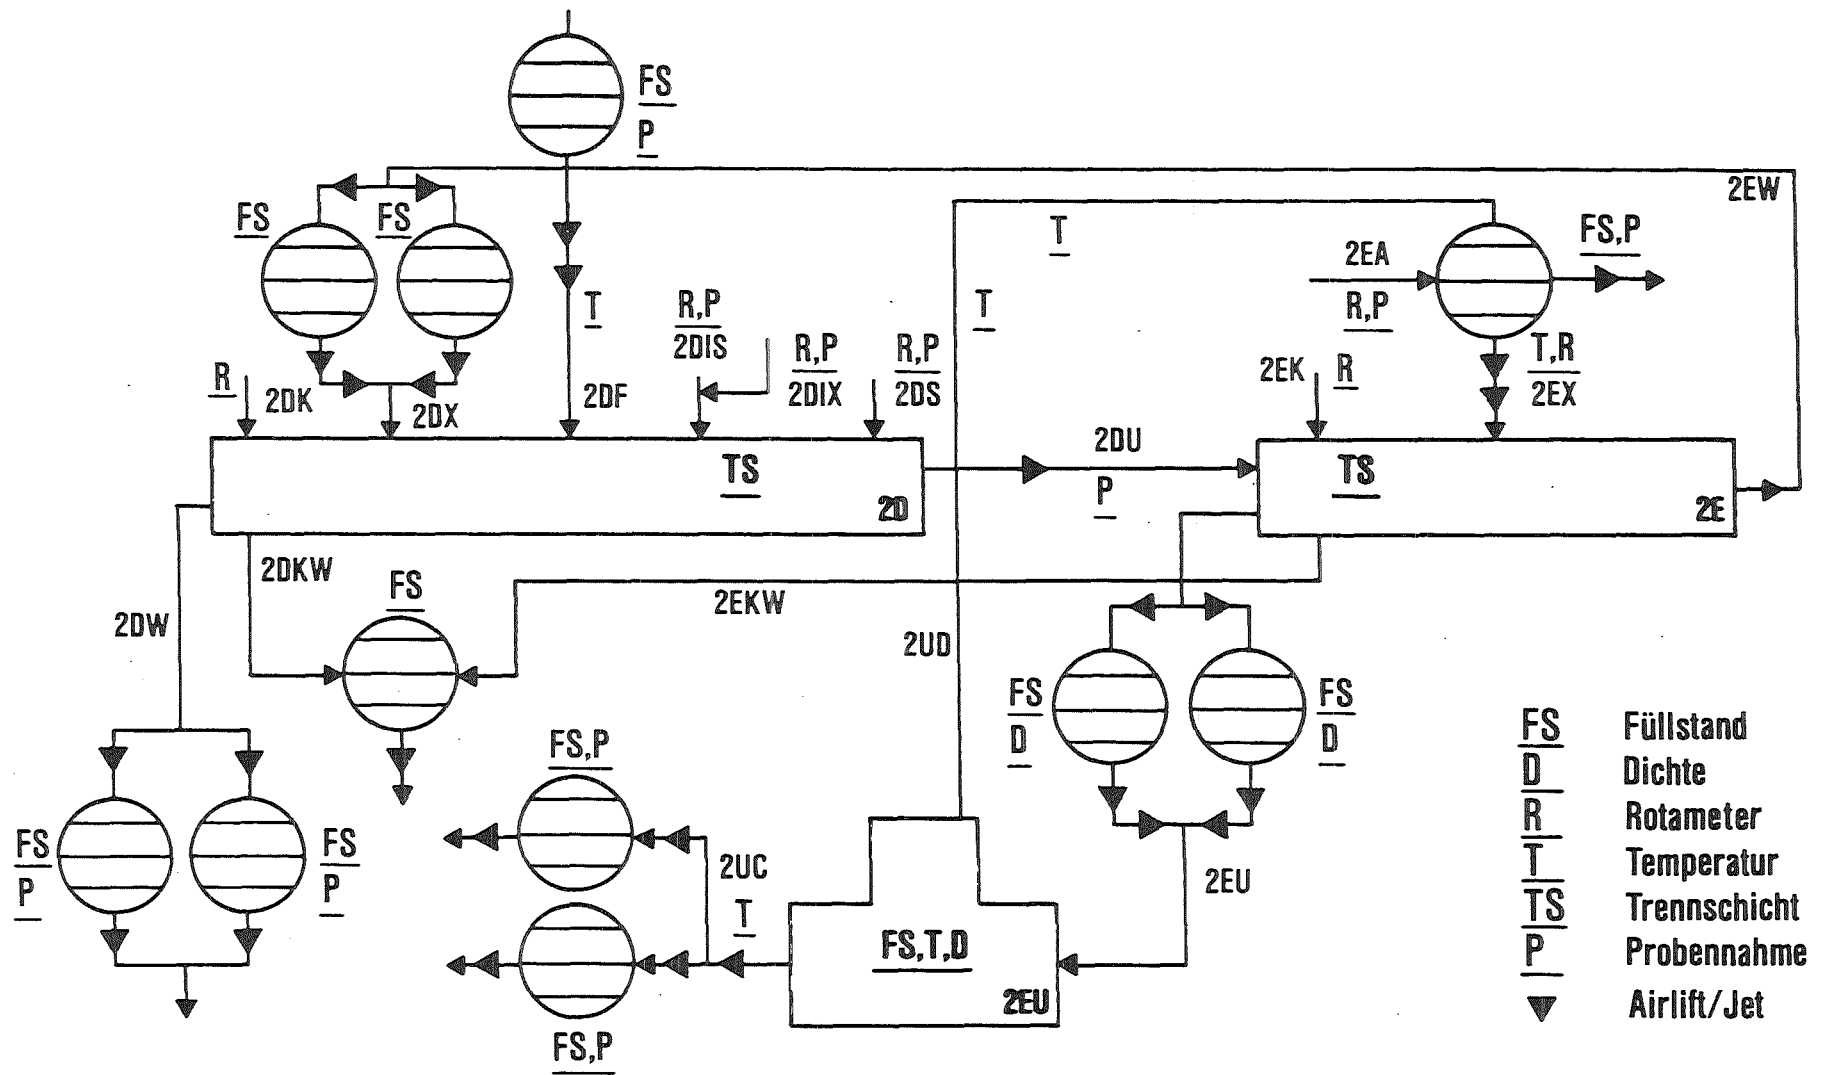 FS
P
2EW
FS
FS
T
FS,P
2EA
R,P
T
R,P
2DIS
T
R,P
2DIX
R,P
2DS
T,R
2EX
R
2DK
2DX
2DF
2EK
R
TS
2D
2DU
P
TS
2E
2DKW
FS
2EKW
2DW
2UD
FS
D
FS
D
FS,P
FS
P
FS
P
2UC
T
2EU
FS,T,D
2EU
FS,P
FS Füllstand
D Dichte
R Rotameter
T Temperatur
TS Trennschicht
P Probennahme
Airlift/Jet